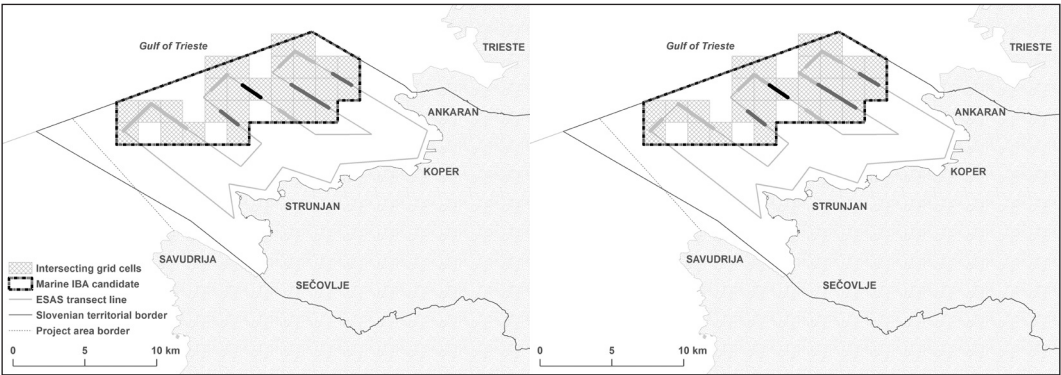 Gulf of Trieste
TRIESTE
ANKARAN
KOPER
STRUNJAN
SAVUDRIJA
SEČOVLJE
Intersecting grid cells
Marine IBA candidate
ESAS transect line
Slovenian territorial border
Project area border
0 5 10 km
Gulf of Trieste
TRIESTE
ANKARAN
KOPER
STRUNJAN
SAVUDRIJA
SEČOVLJE
0 5 10 km